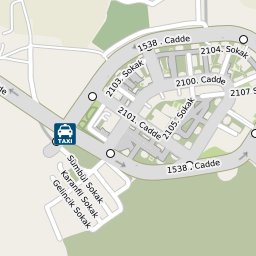 1538 . Cadde
2104. Sokak
2103. Sokak
2100. Cadde
2107 Sok
2101. Cadde
2105. Sokak
TAXI
1538 . Cadde
Sümbül Sokak
Karanfil Sokak
Gelincik Sokak